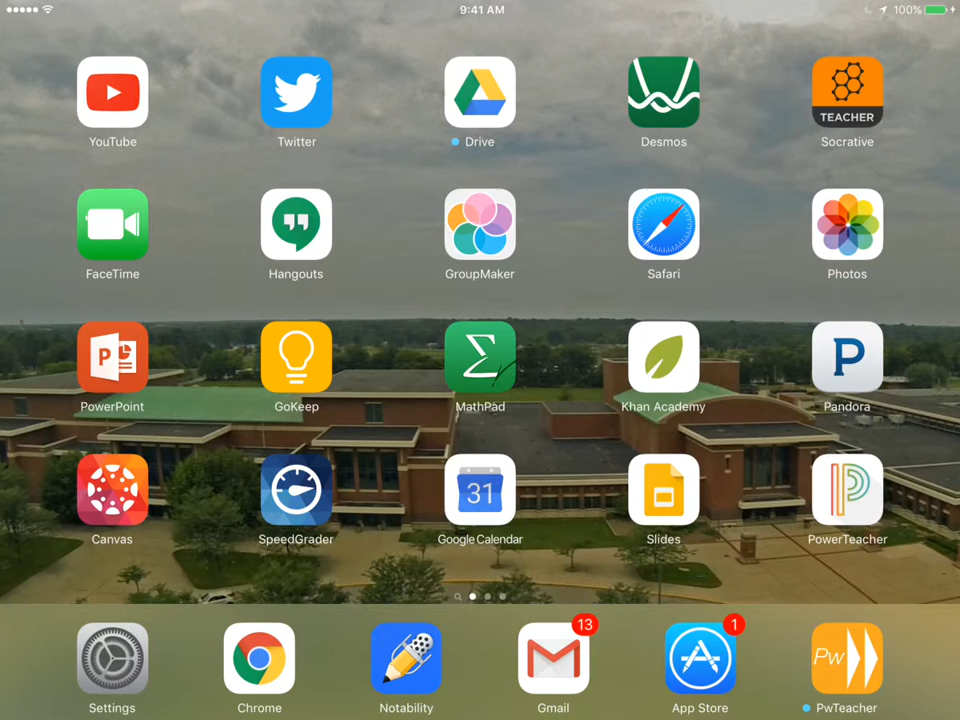 9:41 AM
100%
YouTube
Twitter
Drive
Desmos
TEACHER
Socrative
FaceTime
Hangouts
GroupMaker
Safari
Photos
P
P
PowerPoint
GoKeep
Σ
MathPad
Khan Academy
Pandora
Canvas
SpeedGrader
31
Google Calendar
Slides
PowerTeacher
Settings
Chrome
Notability
13
Gmail
1
App Store
Pw
PwTeacher